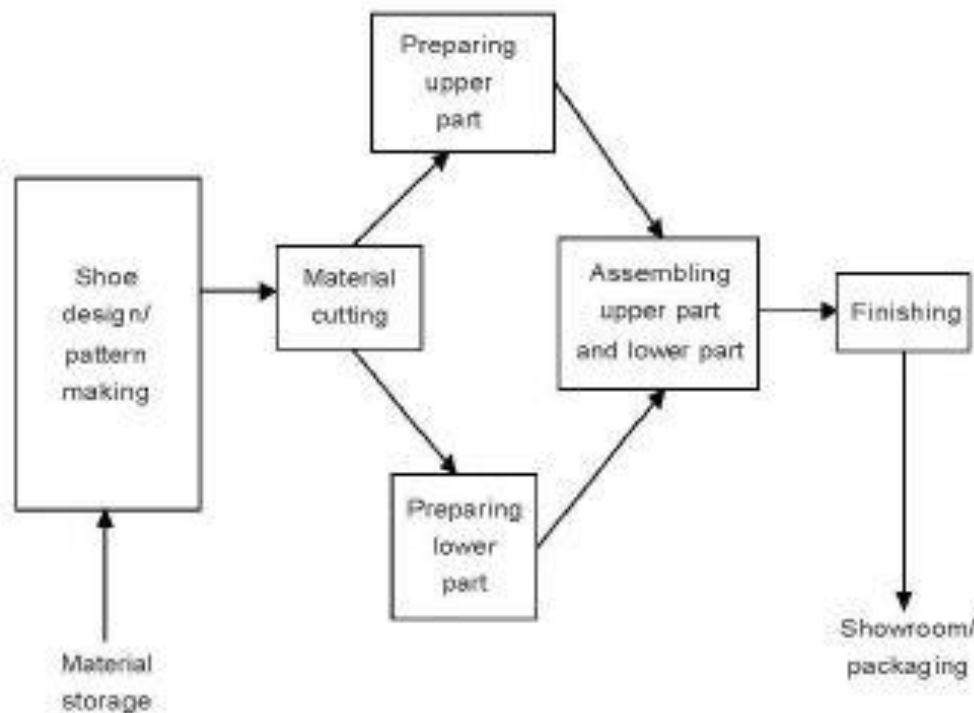 Preparing
upper
part
Shoe
design/
pattern
making
Material
cutting
Assembling
upper part
and lower part
Finishing
Preparing
lower
part
Material
storage
Showroom/
packaging